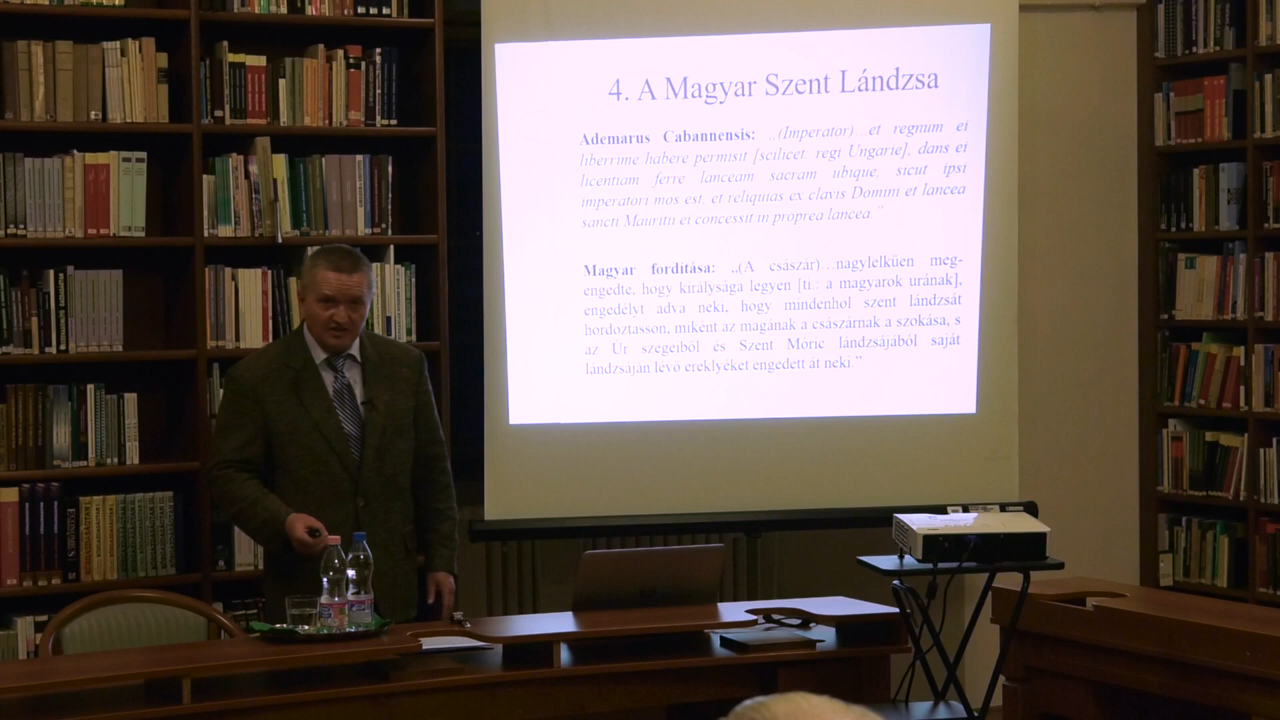 4. A Magyar Szent Lándzsa
Ademarus Cabannensis: „(Imperator)...et regnum ei
liberrime habere permisit [scilicet: regi Ungarie], dans ei
licentiam ferre lanceam sacram ubique, sicut ipsi
imperatori mos est, et reliquias ex clavis Domini et lancea
sancti Mauritii ei concessit in proprea lancea.”
Magyar fordítása: „(A császár)...nagylelkűen meg-
engedte, hogy királysága legyen [ti.: a magyarok urának],
engedélyt adva neki, hogy mindenhol szent lándzsát
hordoztasson, miként az magának a császárnak a szokása, s
az Úr szegeiből és Szent Móric lándzsájából saját
lándzsáján lévő ereklyéket engedett át neki.”